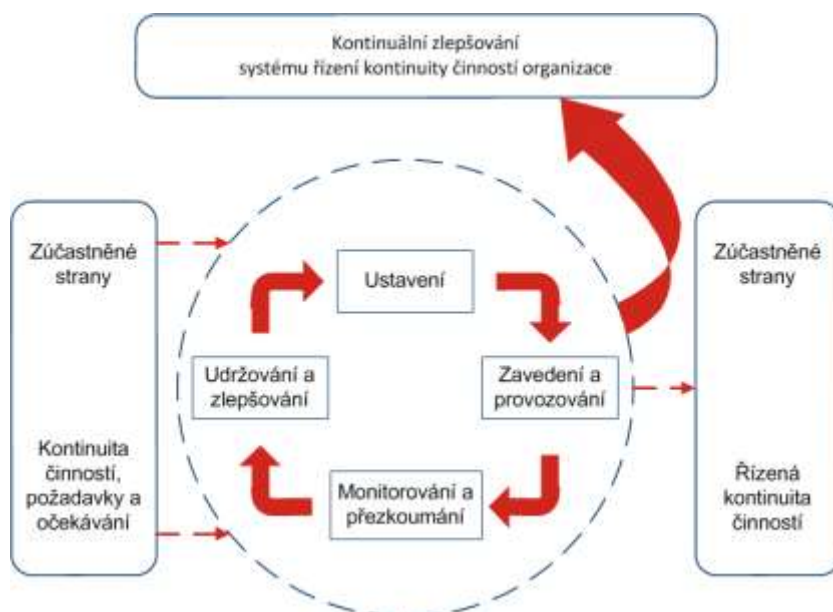 Kontinuální zlepšování
systému řízení kontinuity činností organizace
Zúčastněné
strany
Kontinuita
činností,
požadavky a
očekávání
Ustavení
Udržování a
zlepšování
Zavedení a
provozování
Monitorování a
přezkoumání
Zúčastněné
strany
Řízená
kontinuita
činností